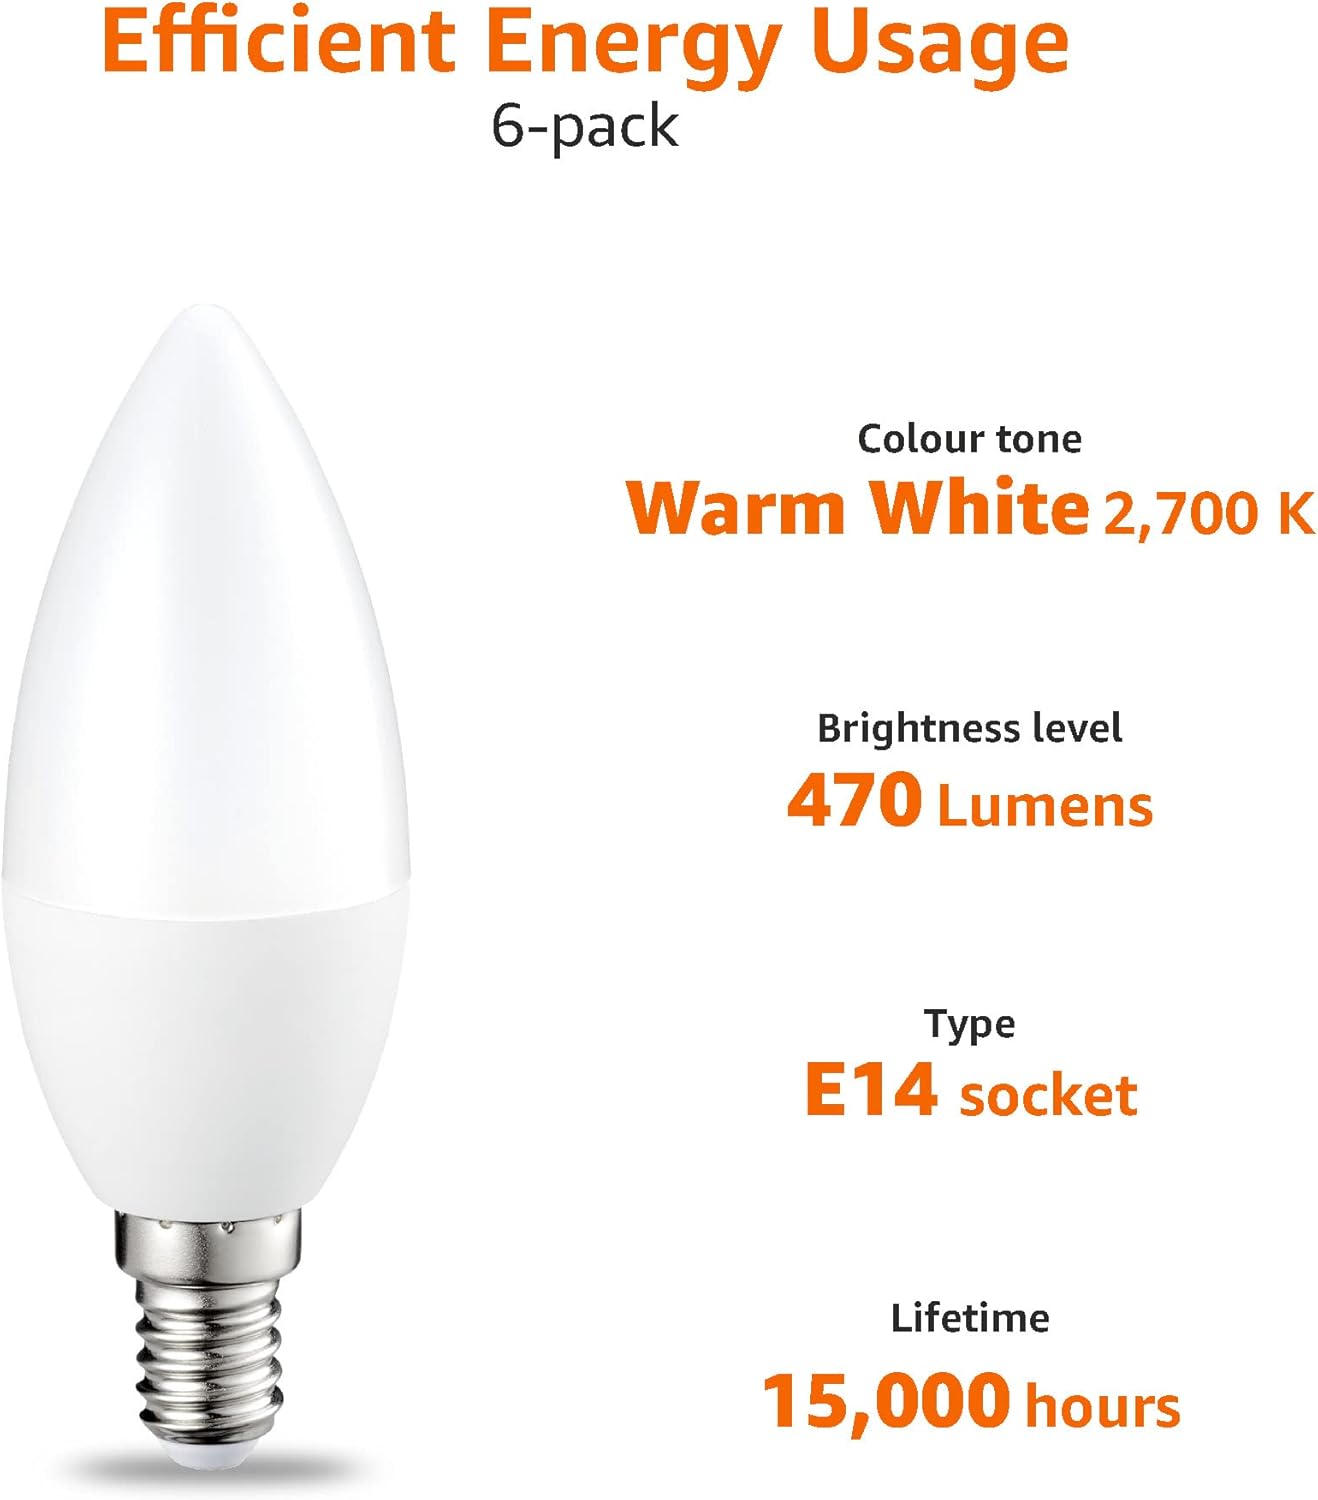 Efficient Energy Usage
6-pack
Colour tone
Warm White 2,700 K
Brightness level
470 Lumens
Type
E14 socket
Lifetime
15,000 hours